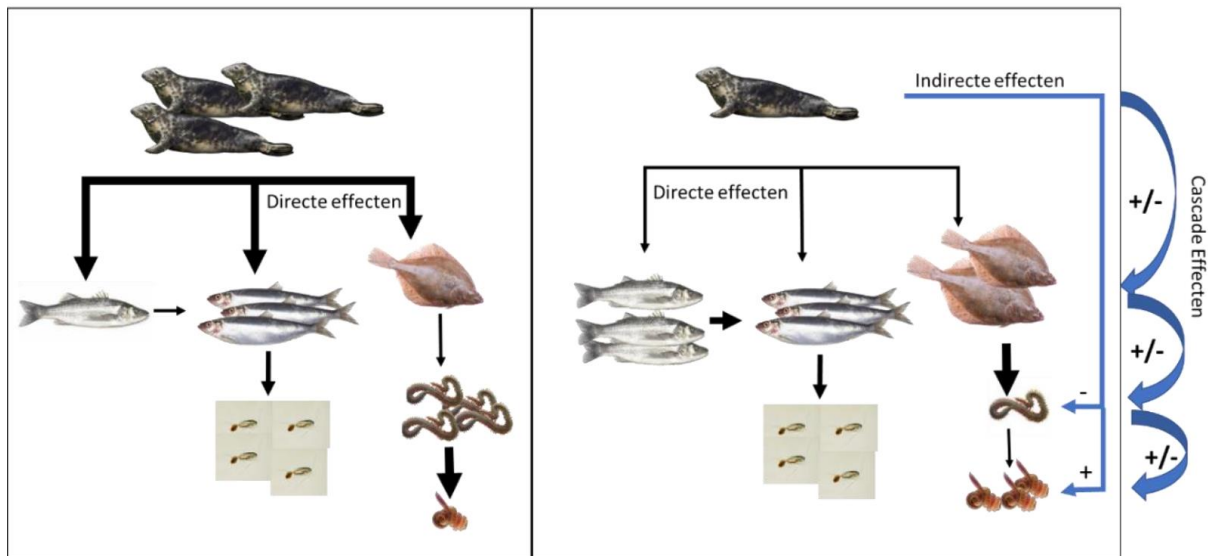 Directe effecten
Indirecte effecten
Directe effecten
-
+
+/-
+/-
+/-
Cascade Effecten